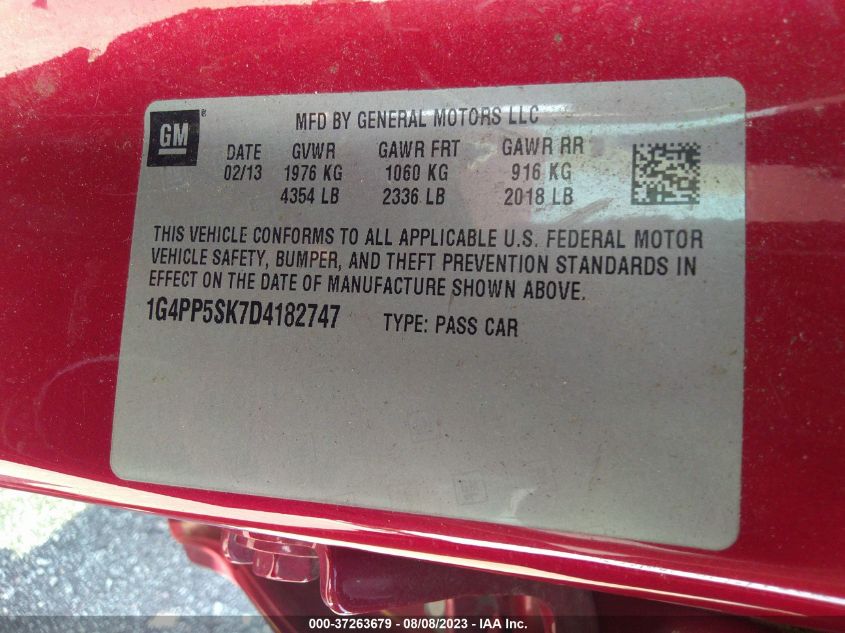 GM
MFD BY GENERAL MOTORS LLC
DATE GVWR GAWR FRT GAWR RR
02/13 1976 KG 1060 KG 916 KG
4354 LB 2336 LB 2018 LB
THIS VEHICLE CONFORMS TO ALL APPLICABLE U.S. FEDERAL MOTOR
VEHICLE SAFETY, BUMPER, AND THEFT PREVENTION STANDARDS IN
EFFECT ON THE DATE OF MANUFACTURE SHOWN ABOVE.
1G4PP5SK7D4182747 TYPE: PASS CAR
000-37263679 - 08/08/2023 - IAA Inc.